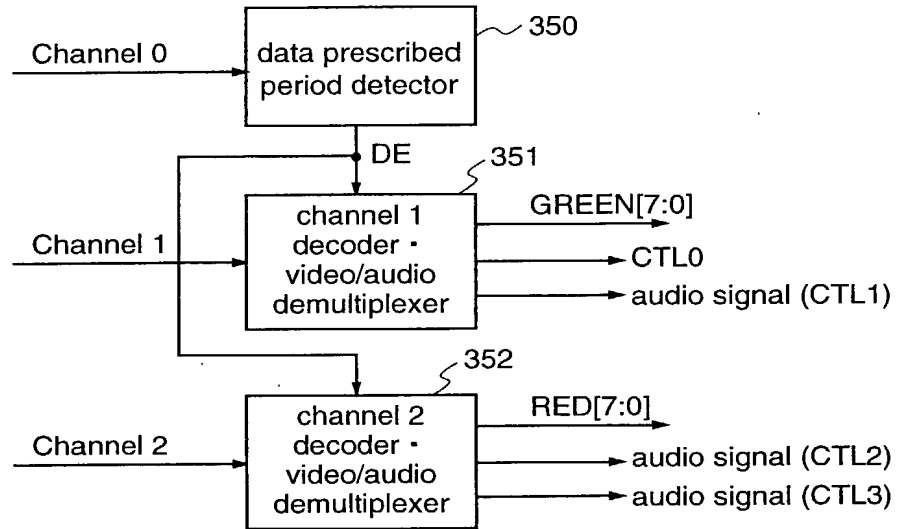 350
Channel 0
data prescribed
period detector
DE
351
GREEN[7:0]
Channel 1
channel 1
decoder・
video/audio
demultiplexer
CTL0
audio signal (CTL1)
352
RED[7:0]
Channel 2
channel 2
decoder・
video/audio
demultiplexer
audio signal (CTL2)
audio signal (CTL3)